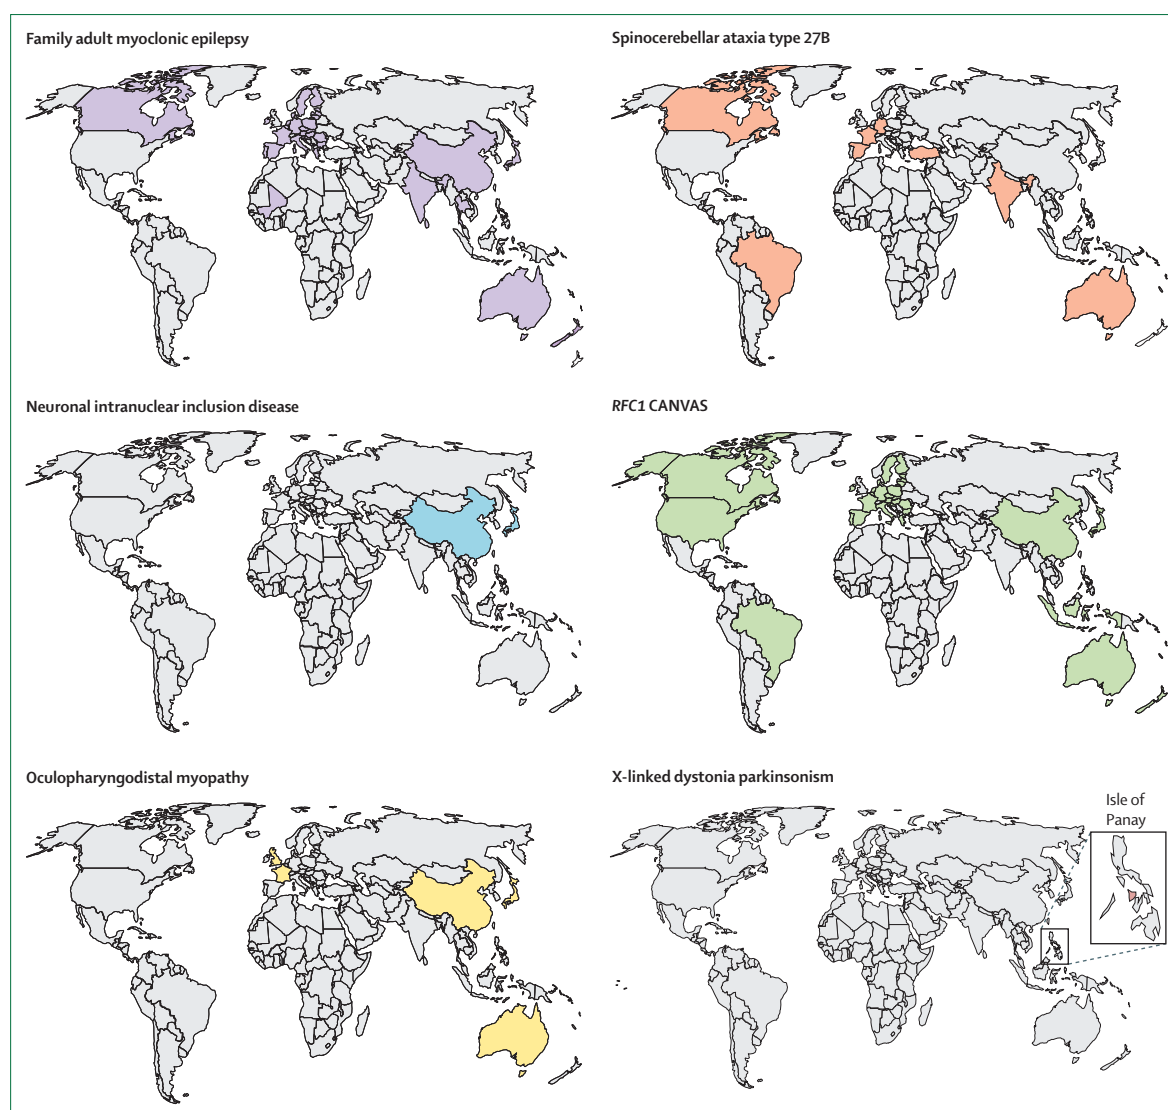 Family adult myoclonic epilepsy
Spinocerebellar ataxia type 27B
Neuronal intranuclear inclusion disease
RFC1 CANVAS
Oculopharyngodistal myopathy
X-linked dystonia parkinsonism
Isle of
Panay